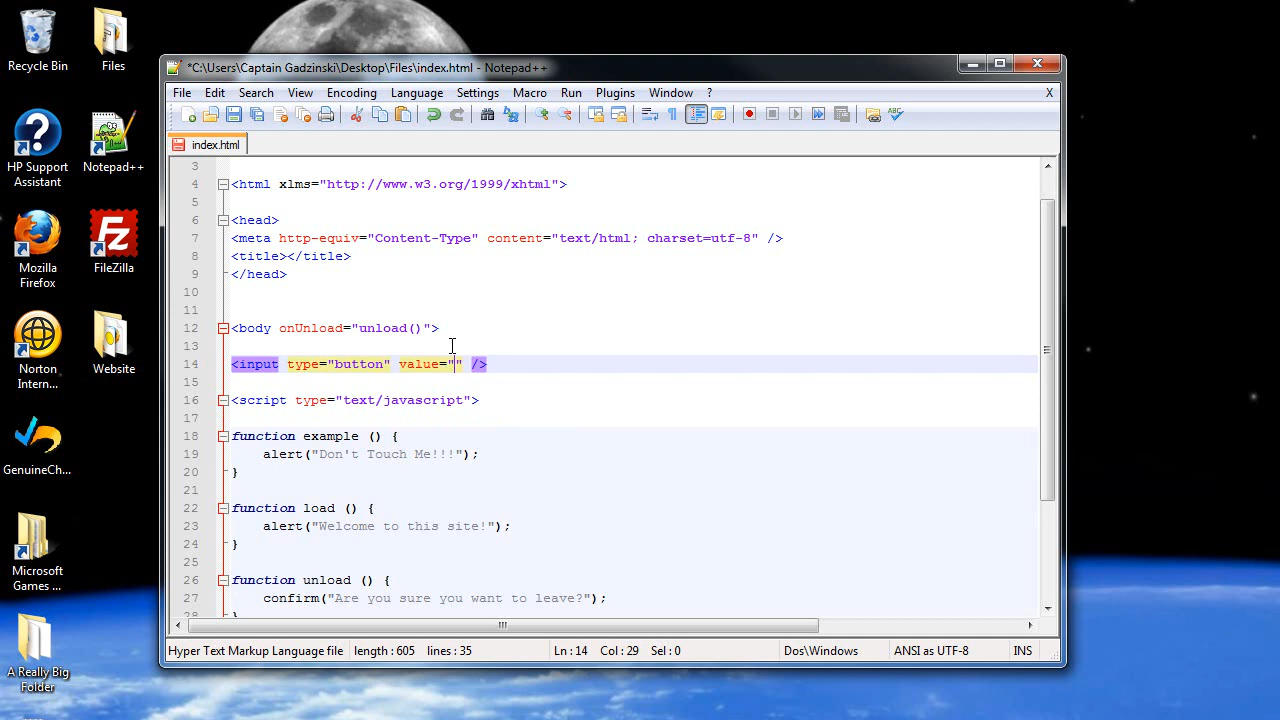 Recycle Bin
Files
HP Support
Assistant
Notepad++
Mozilla
Firefox
FileZilla
Norton
Intern...
Website
GenuineCh...
Microsoft
Games ...
A Really Big
Folder
*C:\Users\Captain Gadzinski\Desktop\Files\index.html - Notepad++
File Edit Search View Encoding Language Settings Macro Run Plugins Window ? X
index.html
3
4 <html xlms="http://www.w3.org/1999/xhtml">
5
6 <head>
7 <meta http-equiv="Content-Type" content="text/html; charset=utf-8" />
8 <title></title>
9 </head>
10
11
12 <body onUnload="unload()">
13
14 <input type="button" value="" />
15
16 <script type="text/javascript">
17
18 function example () {
19 alert("Don't Touch Me!!!");
20 }
21
22 function load () {
23 alert("Welcome to this site!");
24 }
25
26 function unload () {
27 confirm("Are you sure you want to leave?");
28 }
Hyper Text Markup Language file length : 605 lines : 35 Ln : 14 Col : 29 Sel : 0 Dos\Windows ANSI as UTF-8 INS